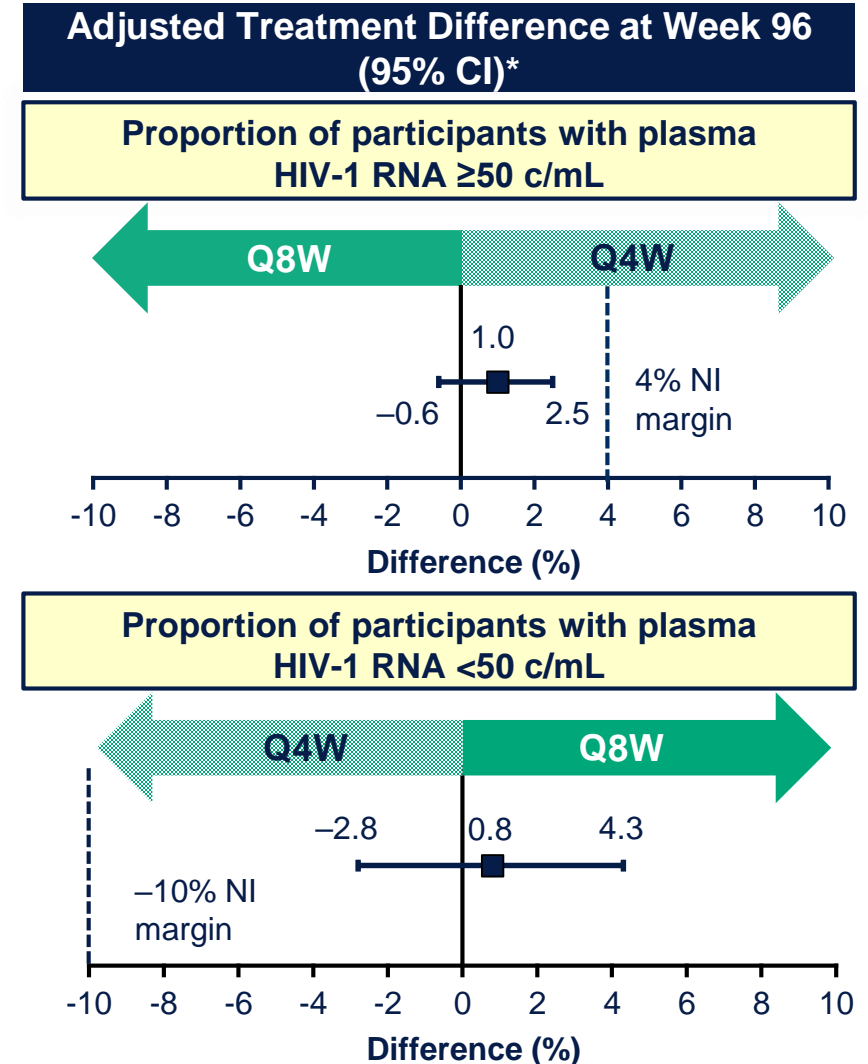 Adjusted Treatment Difference at Week 96
(95% CI)*
Proportion of participants with plasma
HIV-1 RNA ≥50 c/mL
Q8W Q4W
1.0
–0.6 2.5
4% NI
margin
-10 -8 -6 -4 -2 0 2 4 6 8 10
Difference (%)
Proportion of participants with plasma
HIV-1 RNA <50 c/mL
Q4W Q8W
–2.8 0.8 4.3
–10% NI
margin
-10 -8 -6 -4 -2 0 2 4 6 8 10
Difference (%)